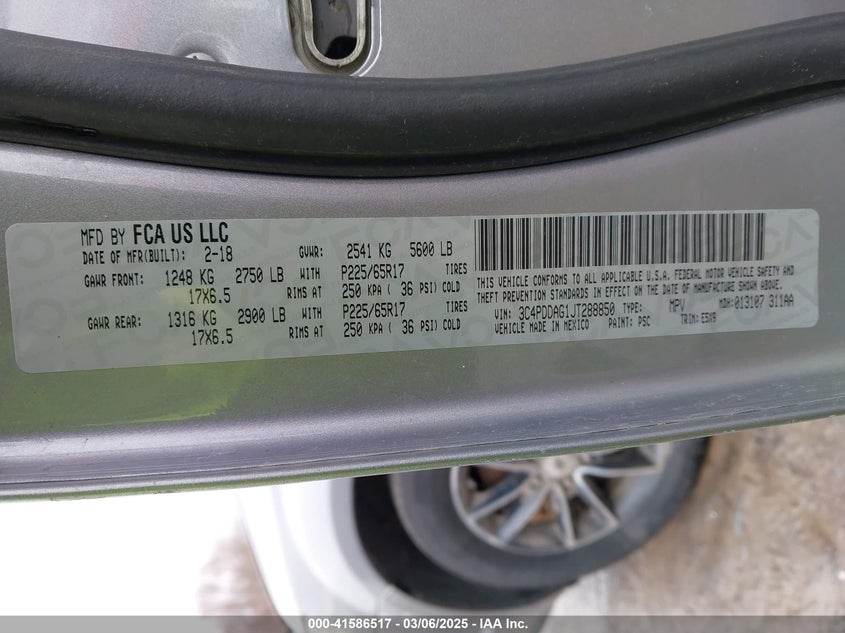 MFD BY FCA US LLC
DATE OF MFR(BUILT): 2-18 GVWR: 2541 KG 5600 LB
GAWR FRONT: 1248 KG 2750 LB WITH P225/65R17 TIRES
17X6.5 RIMS AT 250 KPA ( 36 PSI) COLD
GAWR REAR: 1316 KG 2900 LB WITH P225/65R17 TIRES
17X6.5 RIMS AT 250 KPA ( 36 PSI) COLD
THIS VEHICLE CONFORMS TO ALL APPLICABLE U.S.A. FEDERAL MOTOR VEHICLE SAFETY AND
THEFT PREVENTION STANDARDS IN EFFECT ON THE DATE OF MANUFACTURE SHOWN ABOVE.
VIN: 3C4PDDAG1JT288850 TYPE: MPV MDH: 013107 311AA
VEHICLE MADE IN MEXICO PAINT: PSC TRIM: E5X9
000-41586517 | 03/06/2025 | IAA Inc.